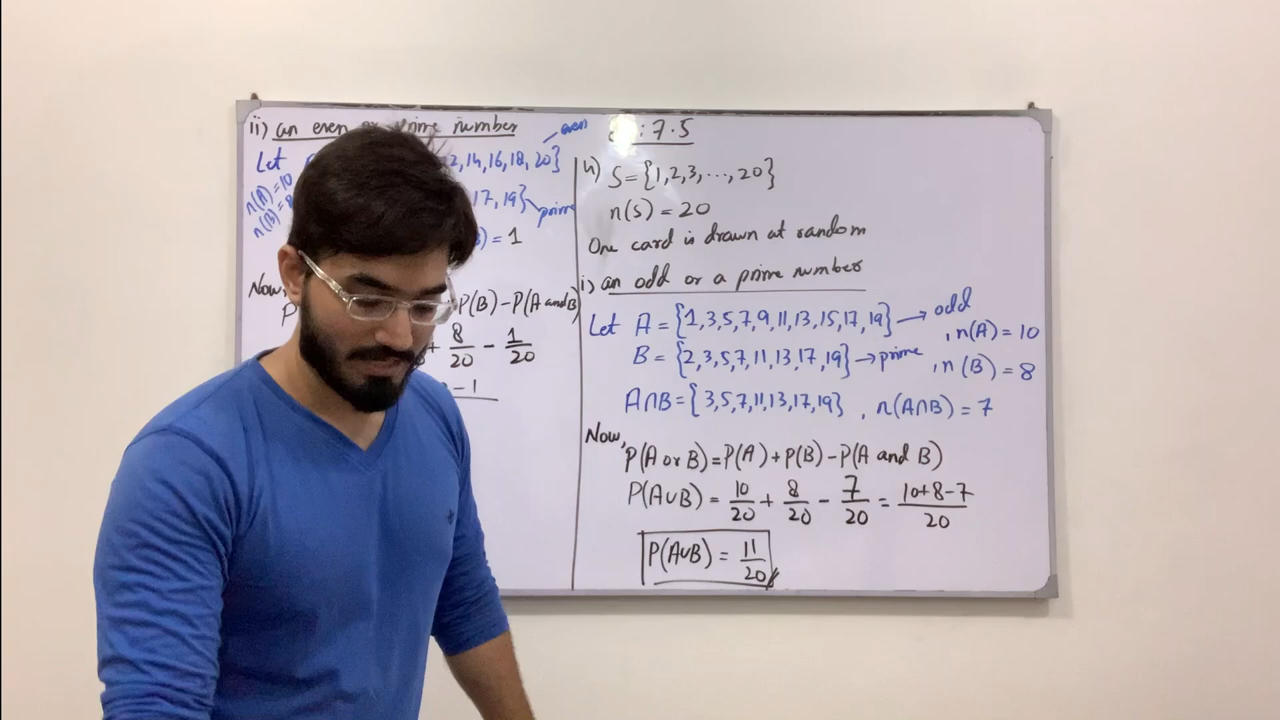 ii) an even or prime number
Let
2,14,16,18,20}
even
n(A)=10
n(B)=8
17,19}
prime
) = 1
Now,
P(B)-P(A and B)
+ 8/20 - 1/20
- 1
: 7.5
S={1,2,3,...,20}
n(S) = 20
One card is drawn at random
i) an odd or a prime number
Let A = {1,3,5,7,9,11,13,15,17,19} → odd
, n(A) = 10
B = {2,3,5,7,11,13,17,19} → prime , n(B) = 8
A∩B = {3,5,7,11,13,17,19} , n(A∩B) = 7
Now,
P(A or B) = P(A) + P(B) - P(A and B)
P(A∪B) = 10/20 + 8/20 - 7/20 = (10+8-7)/20
P(A∪B) = 11/20